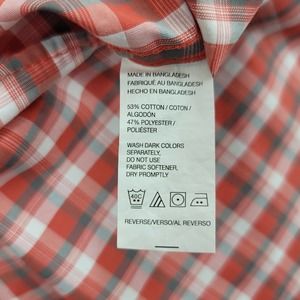 MADE IN BANGLADESH
FABRIQUÉ AU BANGLADESH
HECHO EN BANGLADESH
53% COTTON / COTON /
ALGODÓN
47% POLYESTER /
POLIÉSTER
WASH DARK COLORS
SEPARATELY,
DO NOT USE
FABRIC SOFTENER,
DRY PROMPTLY
40C
REVERSE/VERSO/AL REVERSO